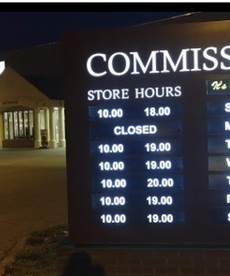 COMMISS
STORE HOURS
10.00 18.00 S
CLOSED M
10.00 19.00 T
10.00 19.00 W
10.00 20.00 T
10.00 19.00 F
10.00 19.00 S